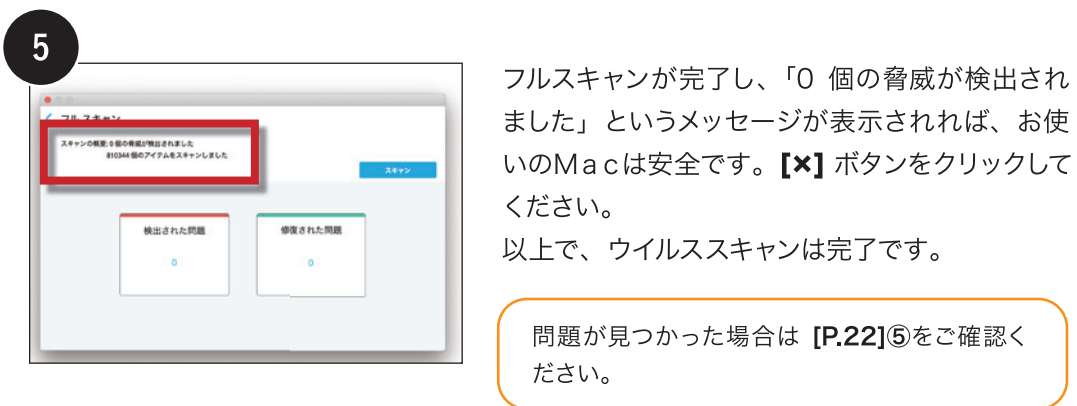 5
フル スキャン
スキャンの概要: 0 個の脅威が検出されました
810344 個のアイテムをスキャンしました
スキャン
検出された問題
修復された問題
0
0
フルスキャンが完了し、「0 個の脅威が検出され
ました」というメッセージが表示されれば、お使
いのMacは安全です。[×] ボタンをクリックして
ください。
以上で、ウイルススキャンは完了です。
問題が見つかった場合は [P.22]⑤をご確認く
ださい。